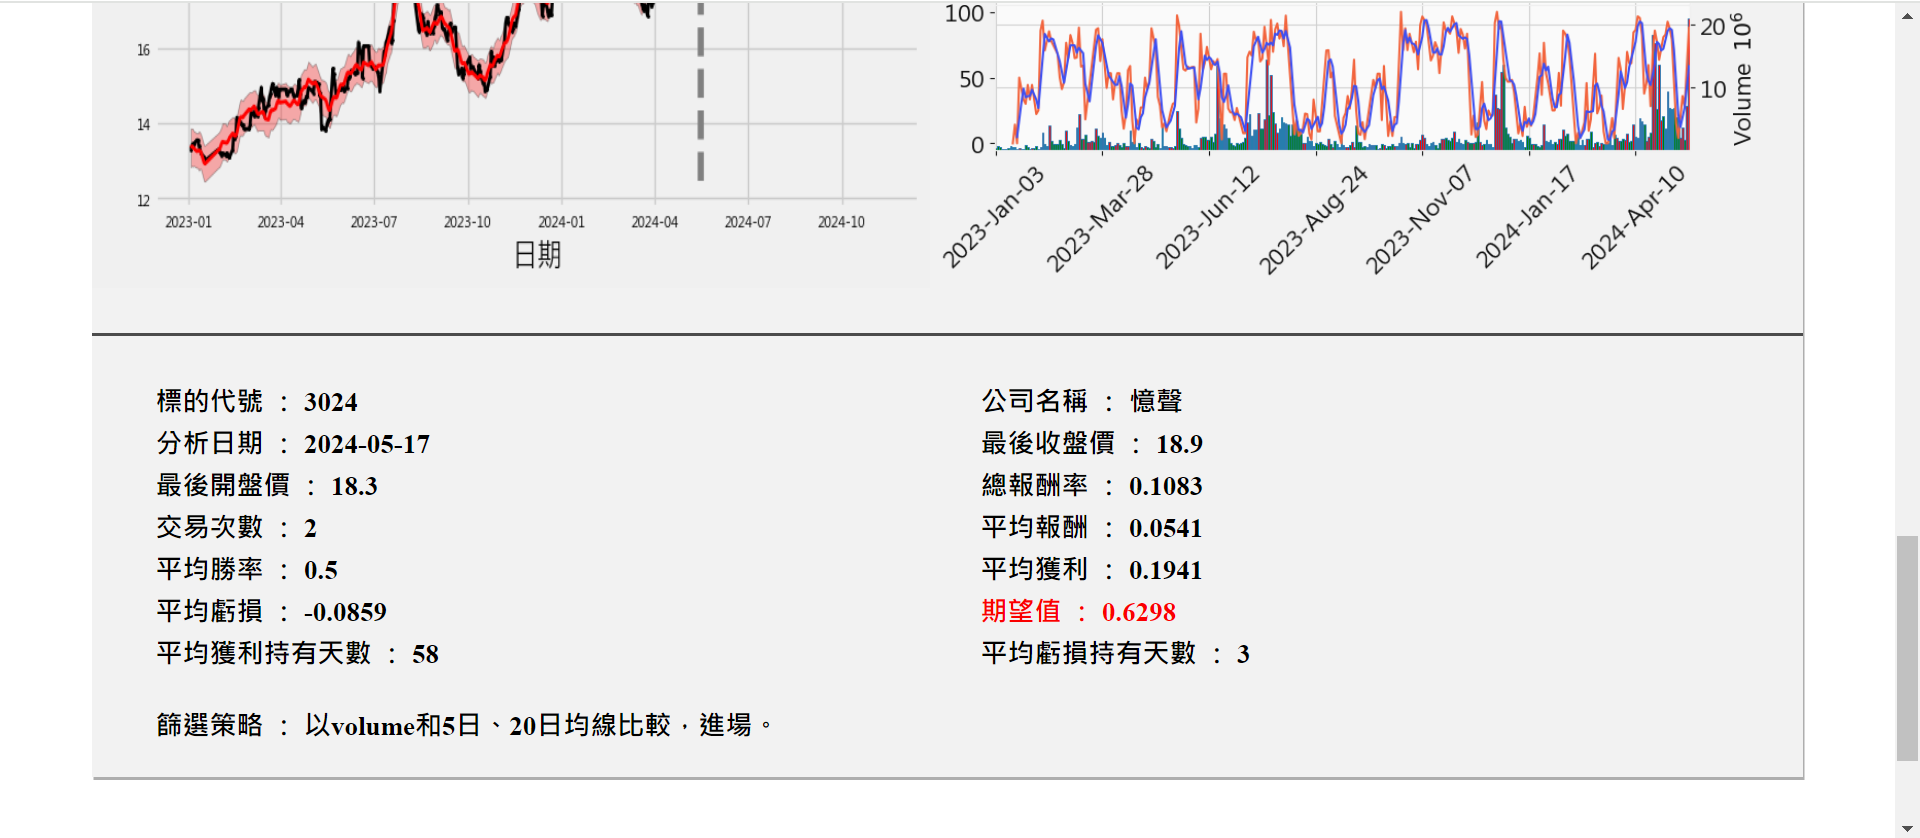 16
14
12
2023-01 2023-04 2023-07 2023-10 2024-01 2024-04 2024-07 2024-10
日期
100
50
0
20
10
Volume 10⁶
2023-Jan-03 2023-Mar-28 2023-Jun-12 2023-Aug-24 2023-Nov-07 2024-Jan-17 2024-Apr-10
標的代號 : 3024
公司名稱 : 憶聲
分析日期 : 2024-05-17
最後收盤價 : 18.9
最後開盤價 : 18.3
總報酬率 : 0.1083
交易次數 : 2
平均報酬 : 0.0541
平均勝率 : 0.5
平均獲利 : 0.1941
平均虧損 : -0.0859
期望值 : 0.6298
平均獲利持有天數 : 58
平均虧損持有天數 : 3
篩選策略 : 以volume和5日、20日均線比較，進場。